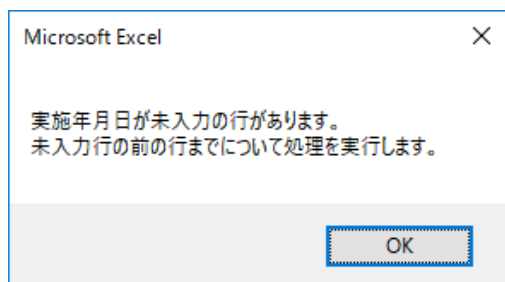 Microsoft Excel
実施年月日が未入力の行があります。
未入力行の前の行までについて処理を実行します。
OK